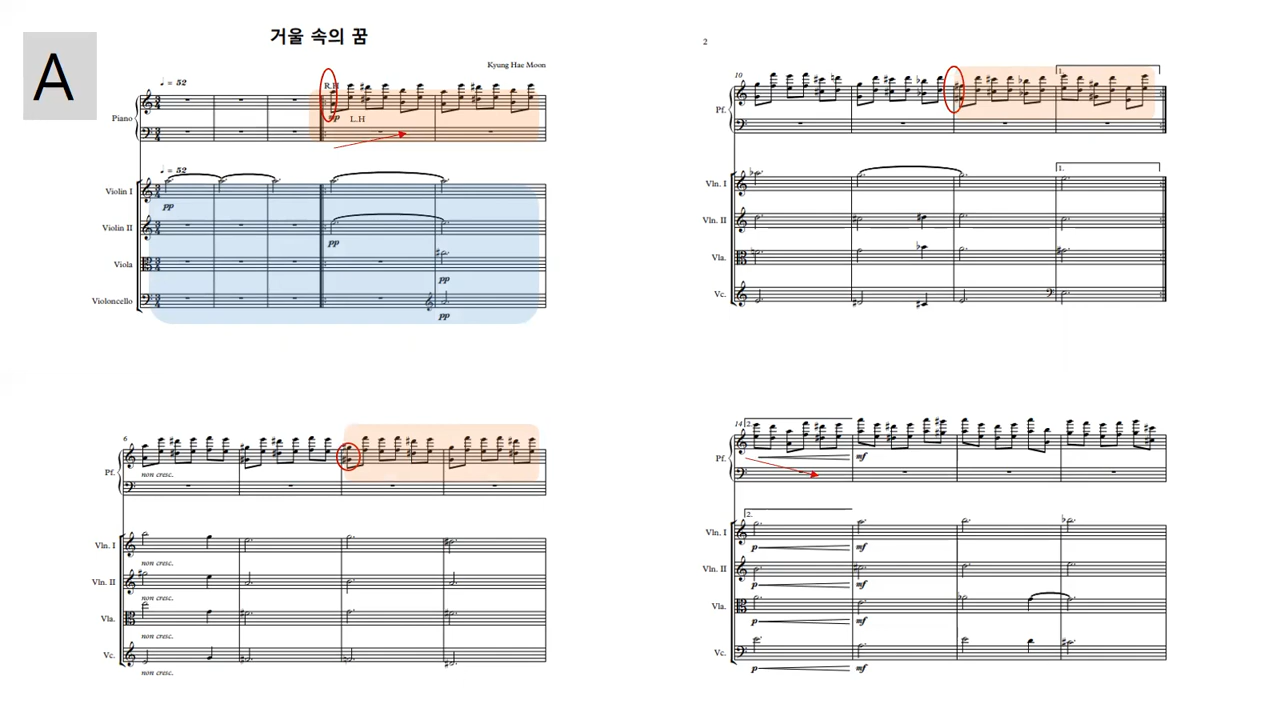 A
거울 속의 꿈
Kyung Hae Moon
♩ = 52
R.H
Piano
pp
L.H
♩ = 52
Violin I
pp
Violin II
pp
Viola
pp
Violoncello
pp
6
Pf.
non cresc.
Vln. I
non cresc.
Vln. II
non cresc.
Vla.
non cresc.
Vc.
non cresc.
2
10
1.
Pf.
1.
Vln. I
Vln. II
Vla.
Vc.
14
2.
Pf.
mf
2.
Vln. I
p mf
Vln. II
p mf
Vla.
p mf
Vc.
p mf